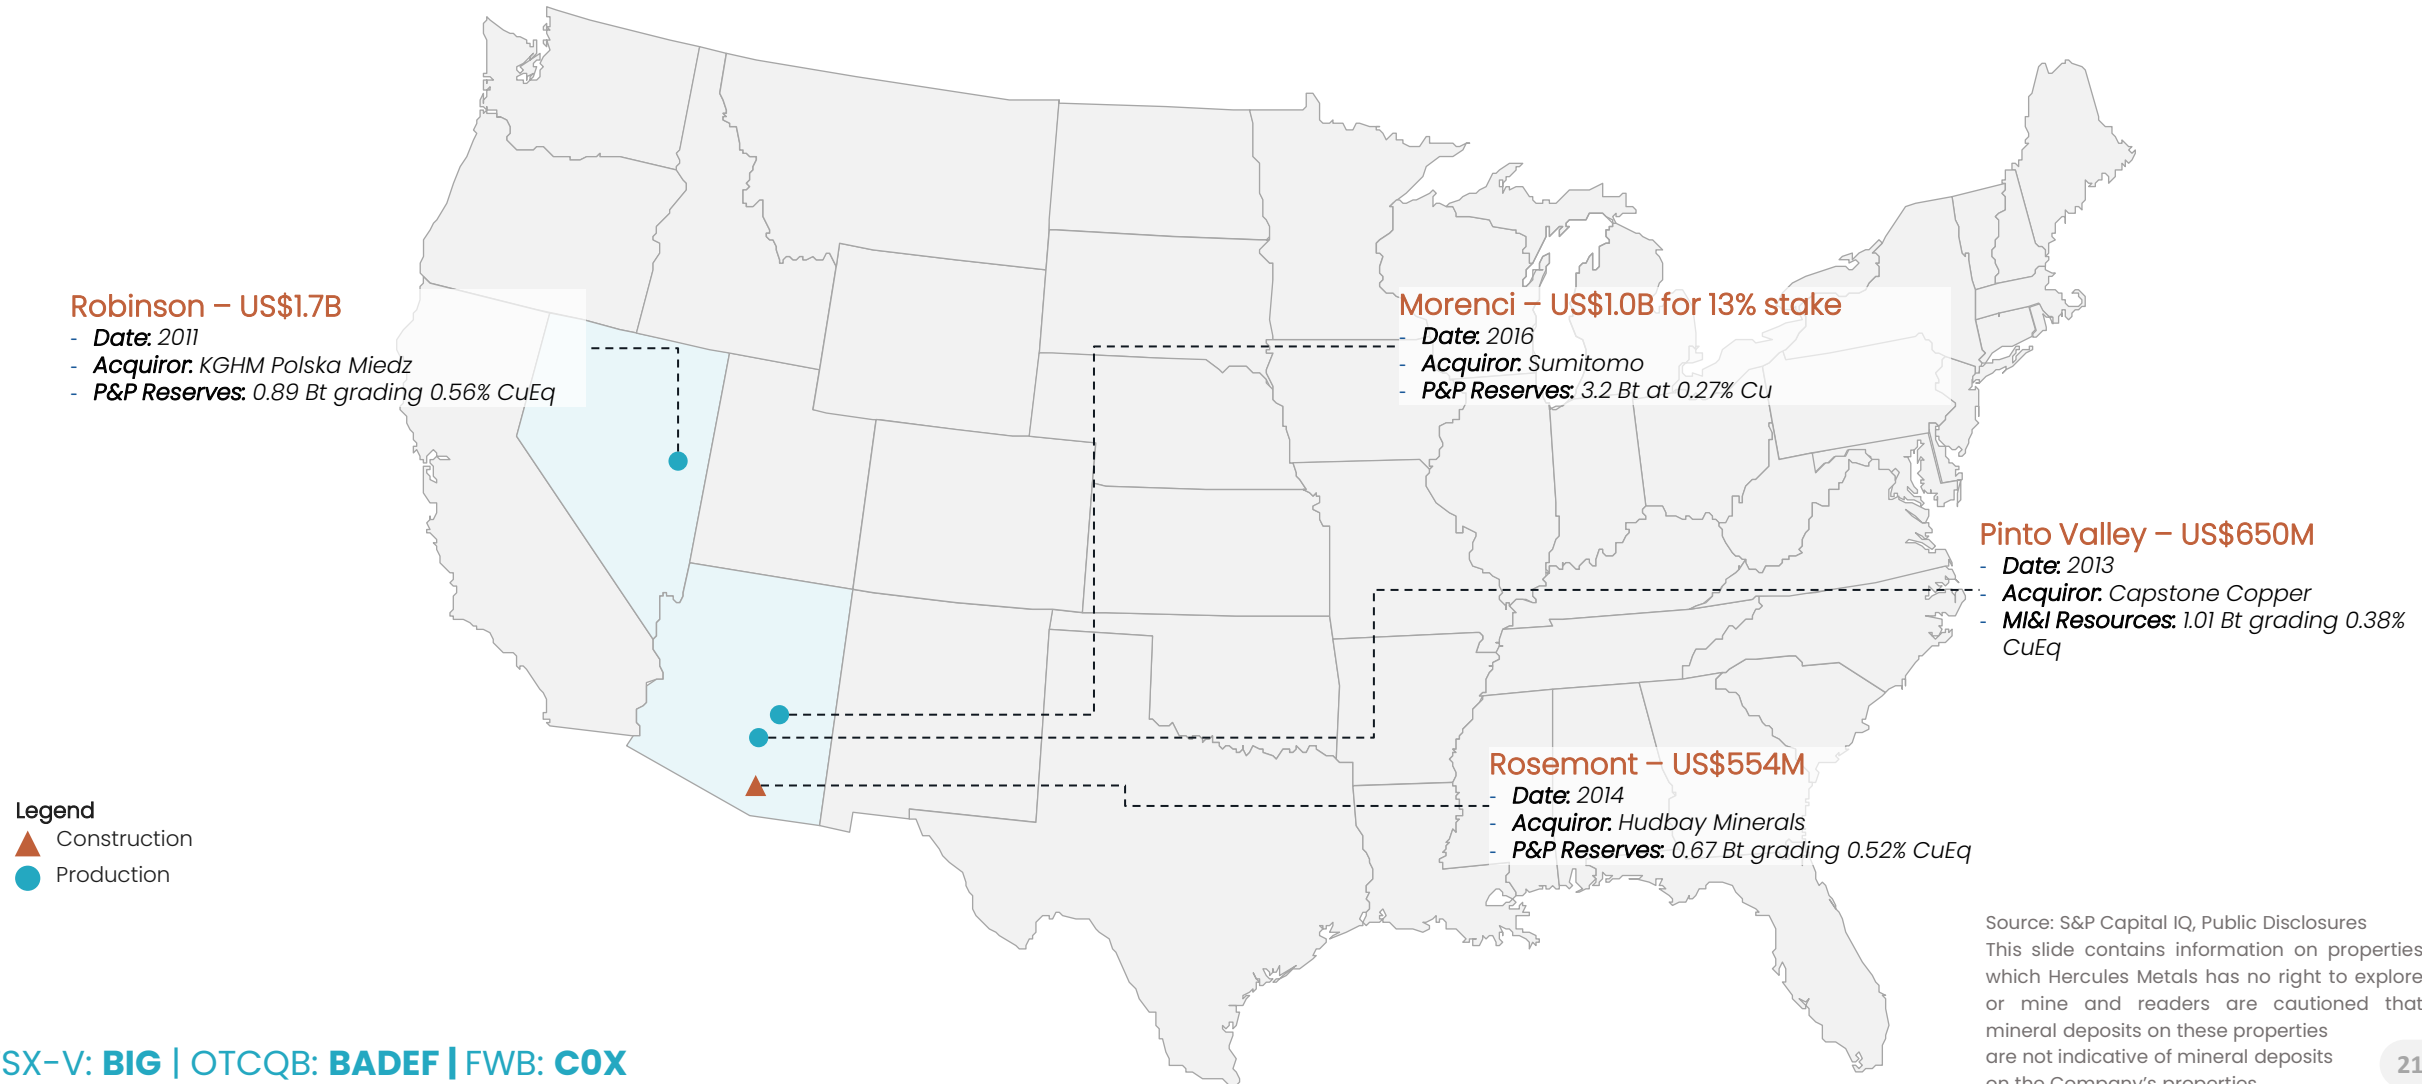 Robinson – US$1.7B
- Date: 2011
- Acquiror: KGHM Polska Miedz
- P&P Reserves: 0.89 Bt grading 0.56% CuEq
Morenci – US$1.0B for 13% stake
- Date: 2016
- Acquiror: Sumitomo
- P&P Reserves: 3.2 Bt at 0.27% Cu
Pinto Valley – US$650M
- Date: 2013
- Acquiror: Capstone Copper
- MI&I Resources: 1.01 Bt grading 0.38%
CuEq
Rosemont – US$554M
- Date: 2014
- Acquiror: Hudbay Minerals
- P&P Reserves: 0.67 Bt grading 0.52% CuEq
Legend
Construction
Production
Source: S&P Capital IQ, Public Disclosures
This slide contains information on properties
which Hercules Metals has no right to explore
or mine and readers are cautioned that
mineral deposits on these properties
are not indicative of mineral deposits
on the Company's properties
SX-V: BIG | OTCQB: BADEF | FWB: C0X
21